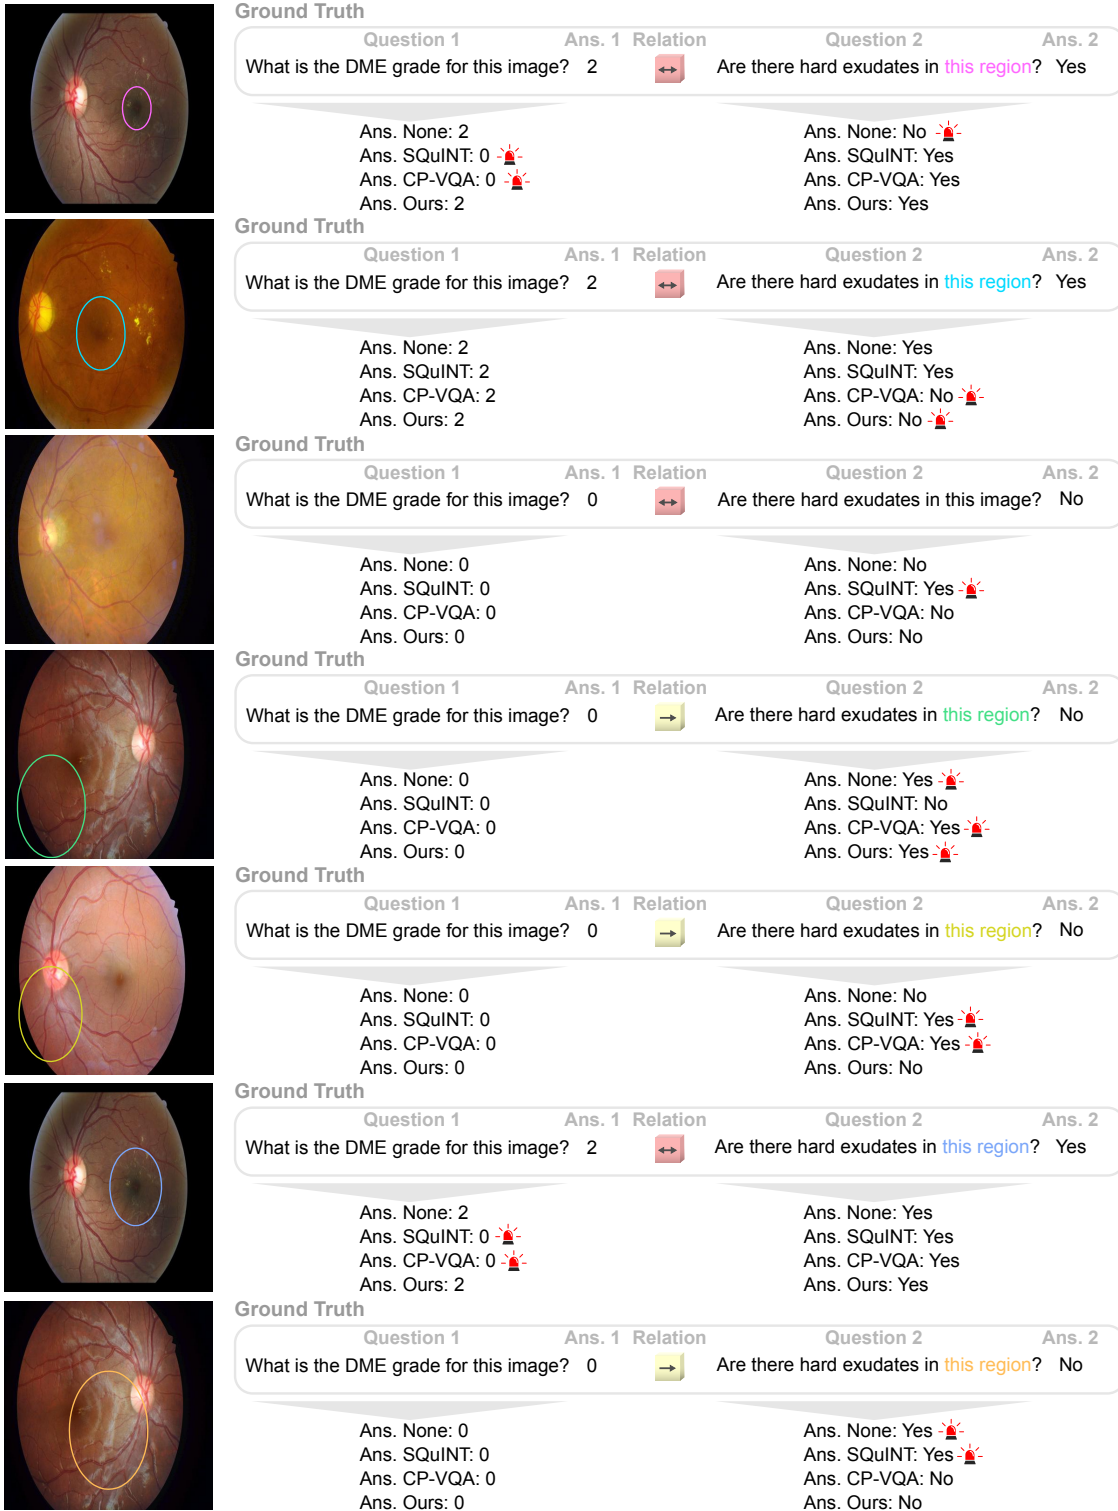 Ground Truth
Question 1 Ans. 1 Relation Question 2 Ans. 2
What is the DME grade for this image? 2 Are there hard exudates in this region? Yes
Ans. None: 2 Ans. None: No
Ans. SQuINT: 0 Ans. SQuINT: Yes
Ans. CP-VQA: 0 Ans. CP-VQA: Yes
Ans. Ours: 2 Ans. Ours: Yes
Ground Truth
Question 1 Ans. 1 Relation Question 2 Ans. 2
What is the DME grade for this image? 2 Are there hard exudates in this region? Yes
Ans. None: 2 Ans. None: Yes
Ans. SQuINT: 2 Ans. SQuINT: Yes
Ans. CP-VQA: 2 Ans. CP-VQA: No
Ans. Ours: 2 Ans. Ours: No
Ground Truth
Question 1 Ans. 1 Relation Question 2 Ans. 2
What is the DME grade for this image? 0 Are there hard exudates in this image? No
Ans. None: 0 Ans. None: No
Ans. SQuINT: 0 Ans. SQuINT: Yes
Ans. CP-VQA: 0 Ans. CP-VQA: No
Ans. Ours: 0 Ans. Ours: No
Ground Truth
Question 1 Ans. 1 Relation Question 2 Ans. 2
What is the DME grade for this image? 0 Are there hard exudates in this region? No
Ans. None: 0 Ans. None: Yes
Ans. SQuINT: 0 Ans. SQuINT: No
Ans. CP-VQA: 0 Ans. CP-VQA: Yes
Ans. Ours: 0 Ans. Ours: Yes
Ground Truth
Question 1 Ans. 1 Relation Question 2 Ans. 2
What is the DME grade for this image? 0 Are there hard exudates in this region? No
Ans. None: 0 Ans. None: No
Ans. SQuINT: 0 Ans. SQuINT: Yes
Ans. CP-VQA: 0 Ans. CP-VQA: Yes
Ans. Ours: 0 Ans. Ours: No
Ground Truth
Question 1 Ans. 1 Relation Question 2 Ans. 2
What is the DME grade for this image? 2 Are there hard exudates in this region? Yes
Ans. None: 2 Ans. None: Yes
Ans. SQuINT: 0 Ans. SQuINT: Yes
Ans. CP-VQA: 0 Ans. CP-VQA: Yes
Ans. Ours: 2 Ans. Ours: Yes
Ground Truth
Question 1 Ans. 1 Relation Question 2 Ans. 2
What is the DME grade for this image? 0 Are there hard exudates in this region? No
Ans. None: 0 Ans. None: Yes
Ans. SQuINT: 0 Ans. SQuINT: Yes
Ans. CP-VQA: 0 Ans. CP-VQA: No
Ans. Ours: 0 Ans. Ours: No